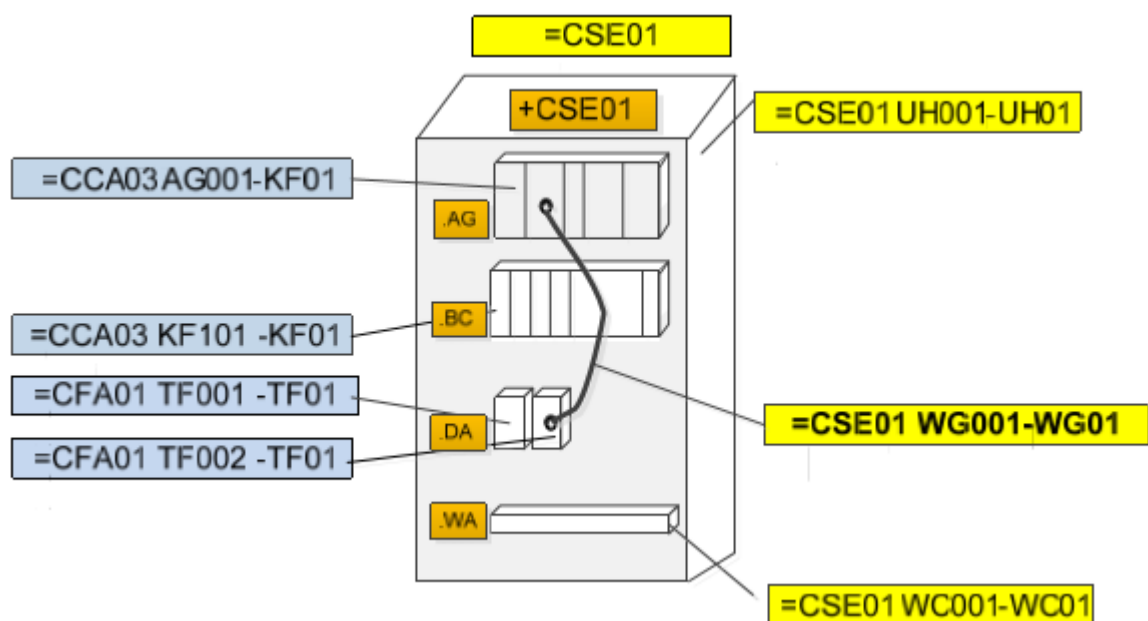 =CSE01
+CSE01
=CSE01 UH001-UH01
=CCA03 AG001-KF01
.AG
.BC
=CCA03 KF101 -KF01
=CFA01 TF001 -TF01
.DA
=CSE01 WG001-WG01
=CFA01 TF002 -TF01
.WA
=CSE01 WC001-WC01